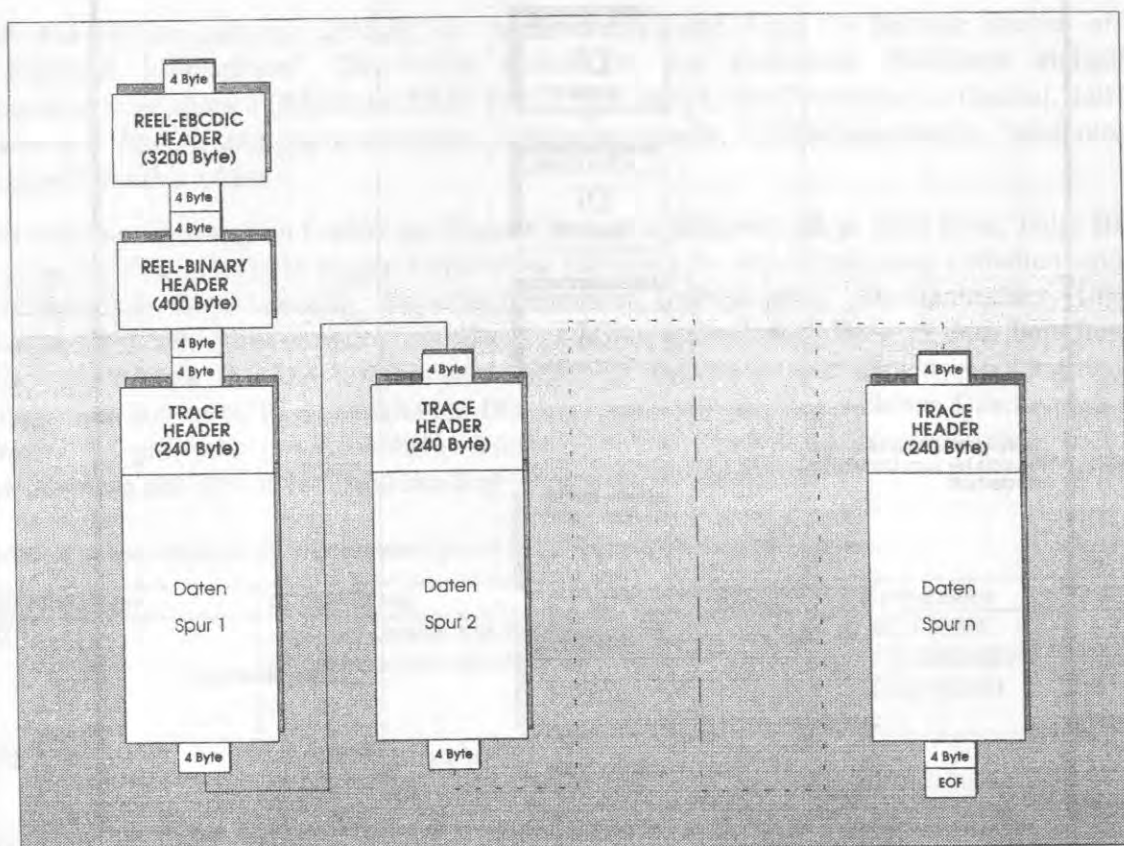 4 Byte
REEL-EBCDIC
HEADER
(3200 Byte)
4 Byte
4 Byte
REEL-BINARY
HEADER
(400 Byte)
4 Byte
4 Byte
TRACE
HEADER
(240 Byte)
Daten
Spur 1
4 Byte
4 Byte
TRACE
HEADER
(240 Byte)
Daten
Spur 2
4 Byte
4 Byte
TRACE
HEADER
(240 Byte)
Daten
Spur n
4 Byte
EOF